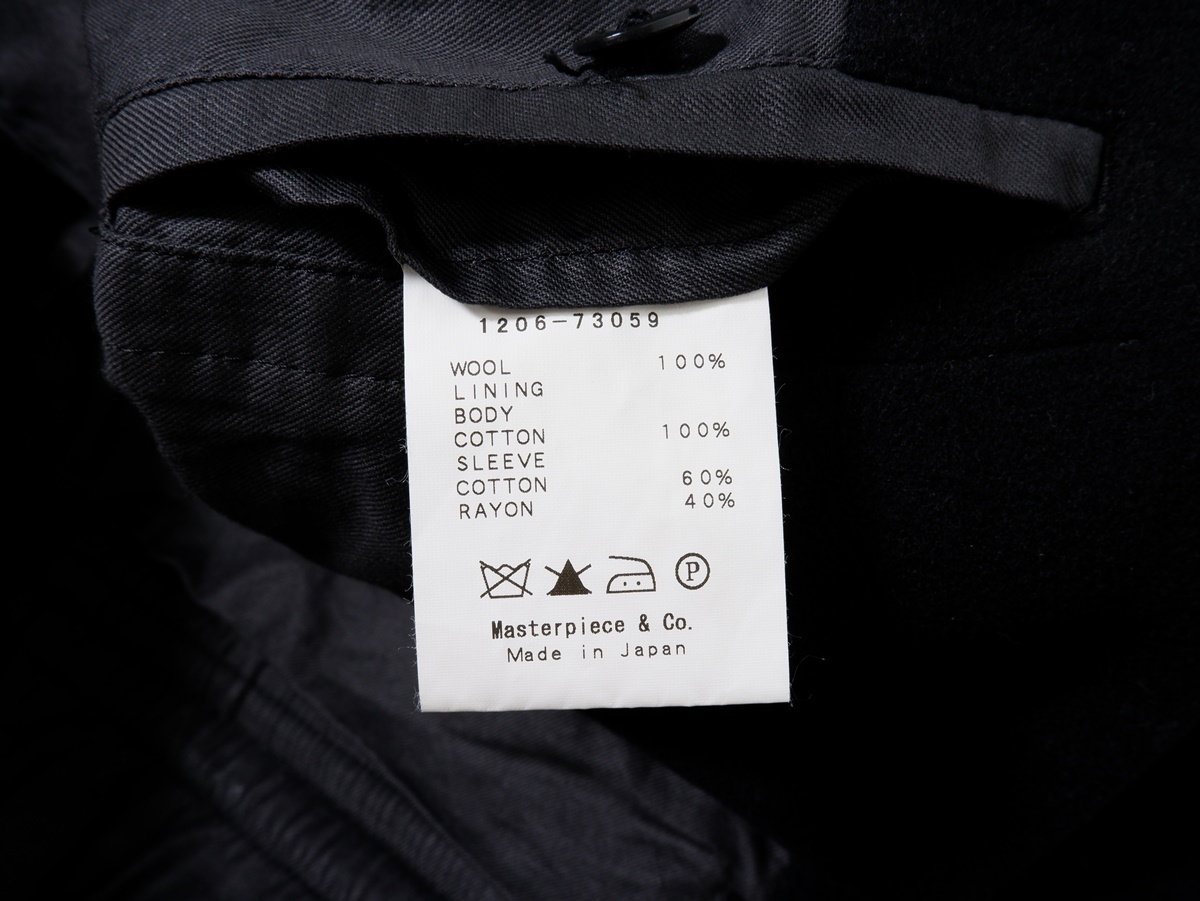 1206-73059
WOOL 100%
LINING
BODY
COTTON 100%
SLEEVE
COTTON 60%
RAYON 40%
P
Masterpiece & Co.
Made in Japan